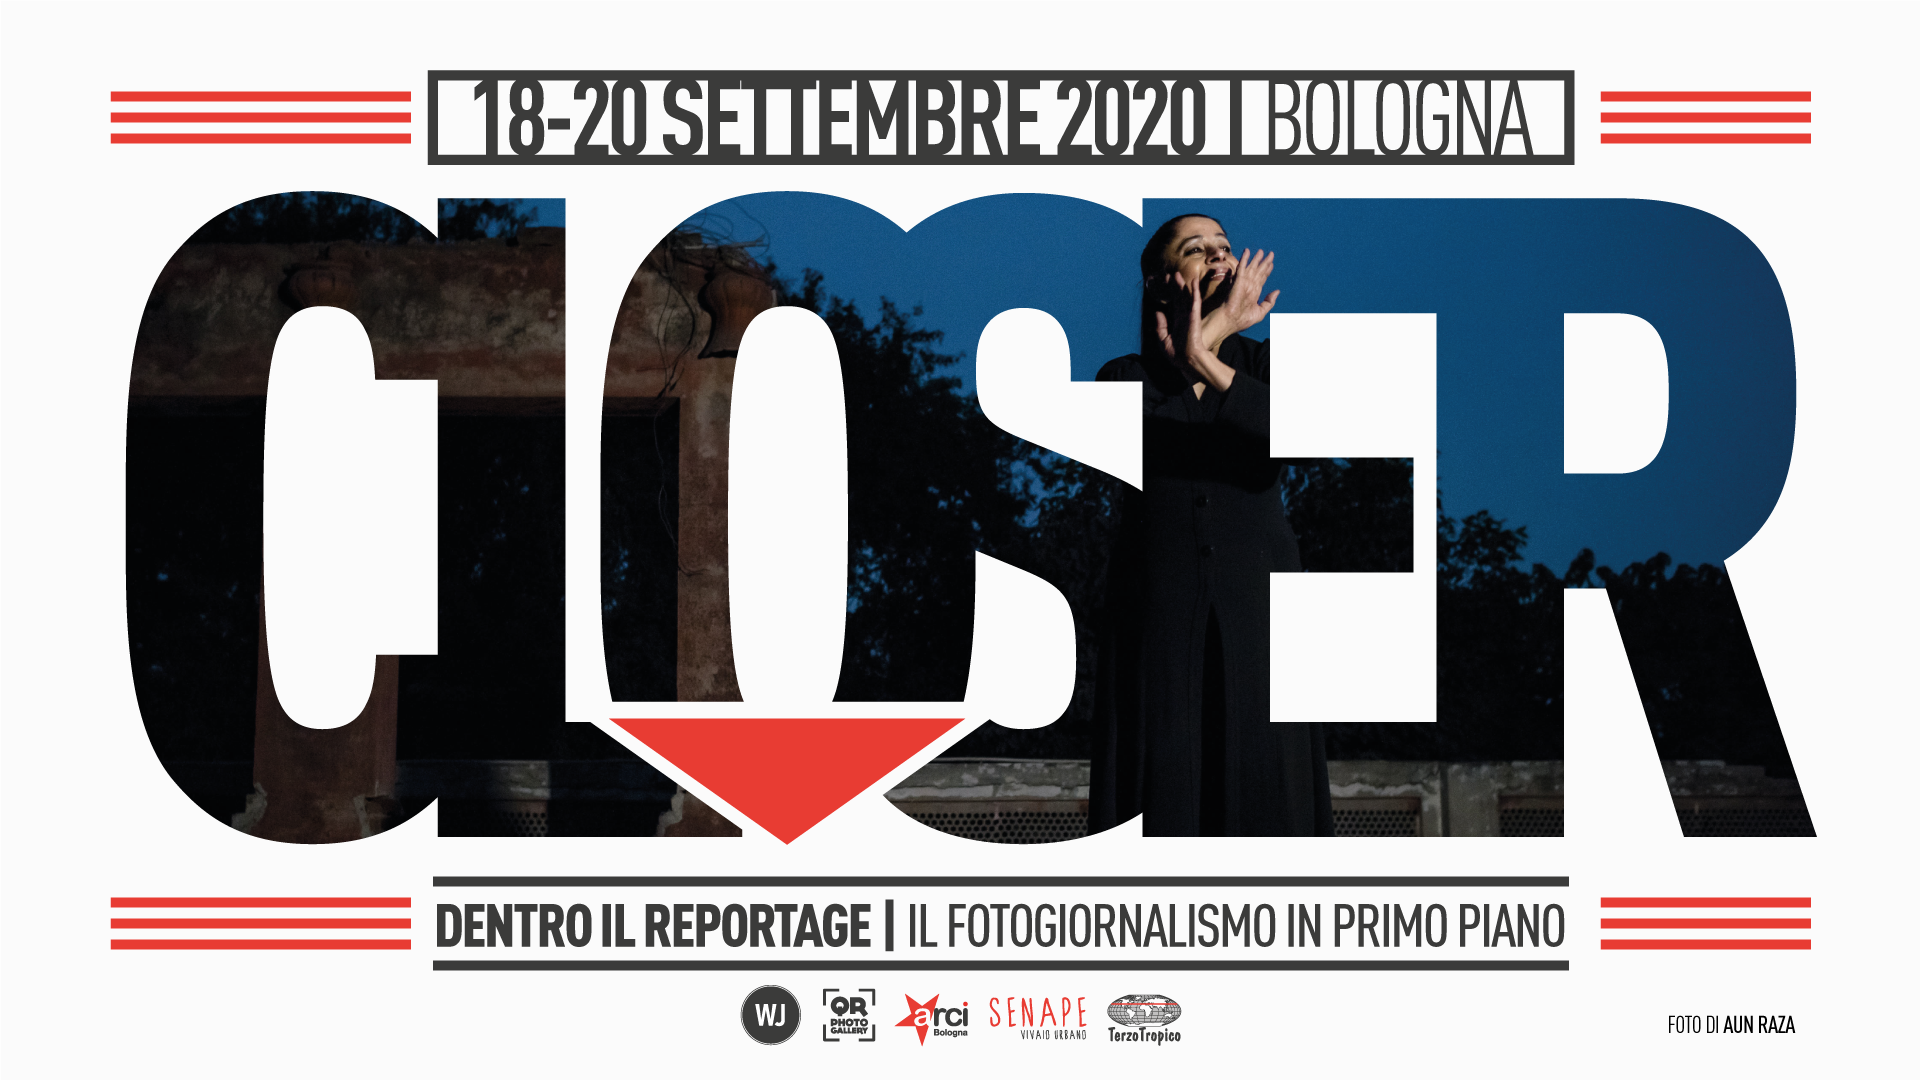 18-20 SETTEMBRE 2020 | BOLOGNA
CLOSER
DENTRO IL REPORTAGE | IL FOTOGIORNALISMO IN PRIMO PIANO
WJ
QR
PHOTO
GALLERY
arci
Bologna
SENAPE
VIVAIO URBANO
TerzoTropico
FOTO DI AUN RAZA